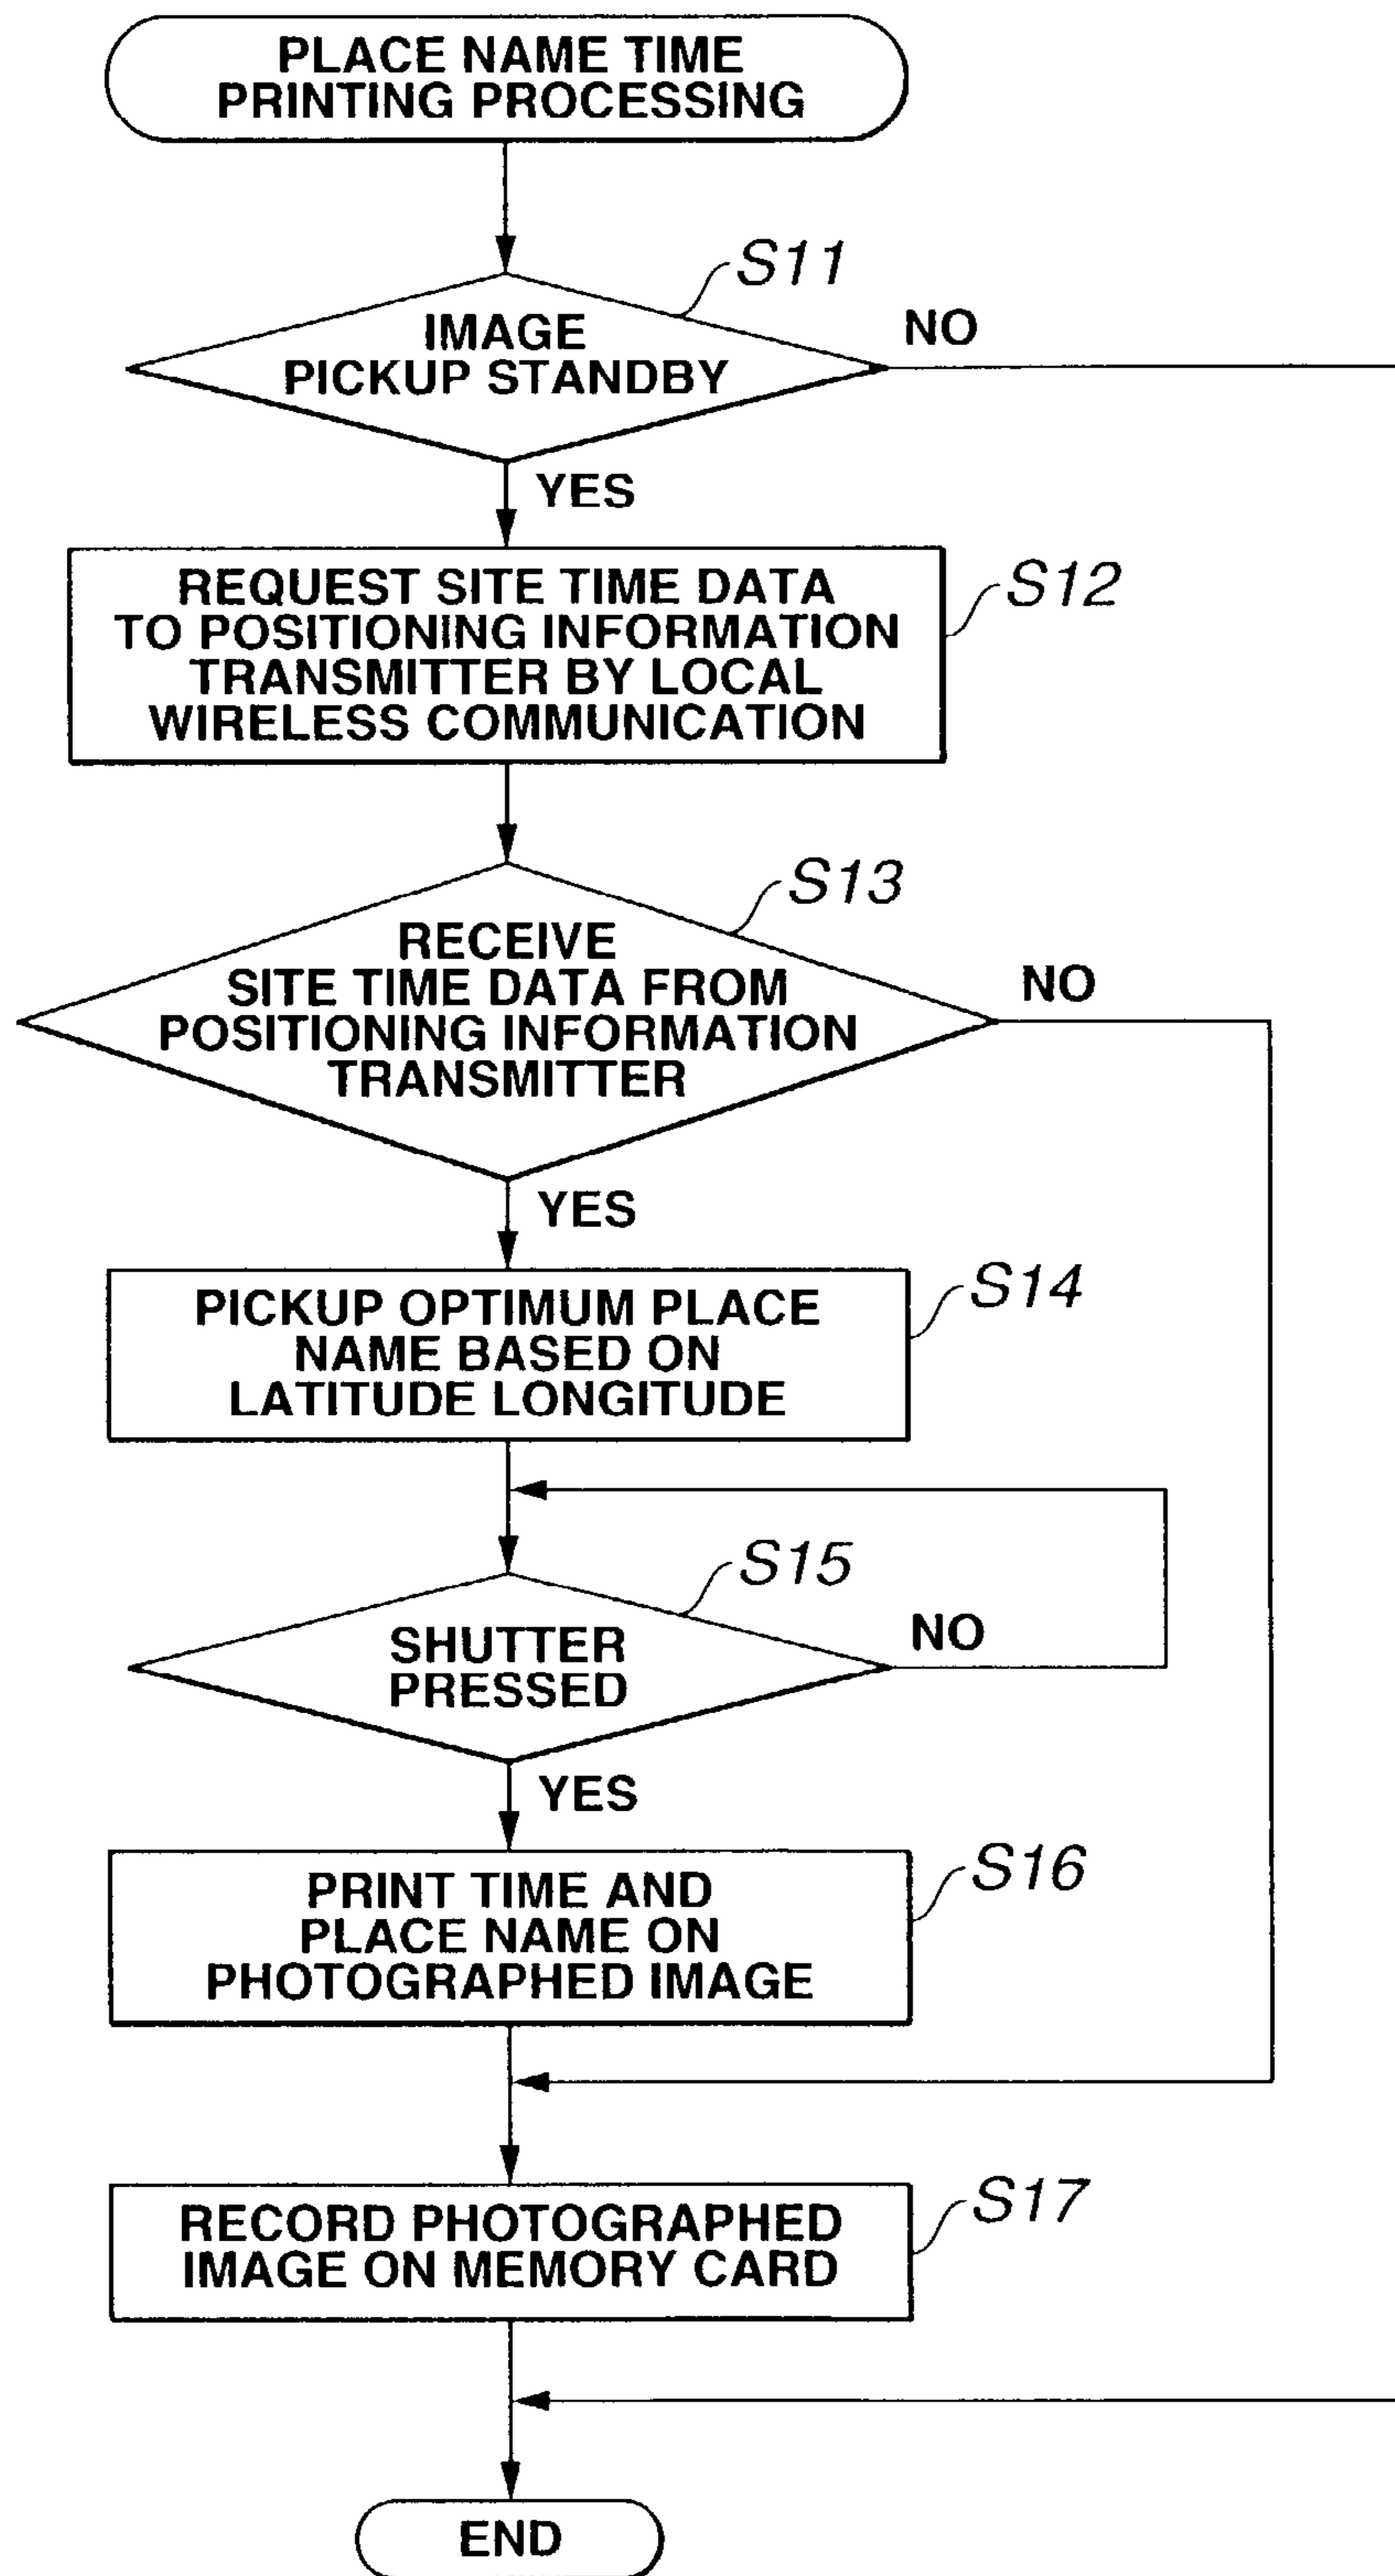 PLACE NAME TIME
PRINTING PROCESSING
S11
IMAGE
PICKUP STANDBY
NO
YES
S12
REQUEST SITE TIME DATA
TO POSITIONING INFORMATION
TRANSMITTER BY LOCAL
WIRELESS COMMUNICATION
S13
RECEIVE
SITE TIME DATA FROM
POSITIONING INFORMATION
TRANSMITTER
NO
YES
S14
PICKUP OPTIMUM PLACE
NAME BASED ON
LATITUDE LONGITUDE
S15
SHUTTER
PRESSED
NO
YES
S16
PRINT TIME AND
PLACE NAME ON
PHOTOGRAPHED IMAGE
S17
RECORD PHOTOGRAPHED
IMAGE ON MEMORY CARD
END